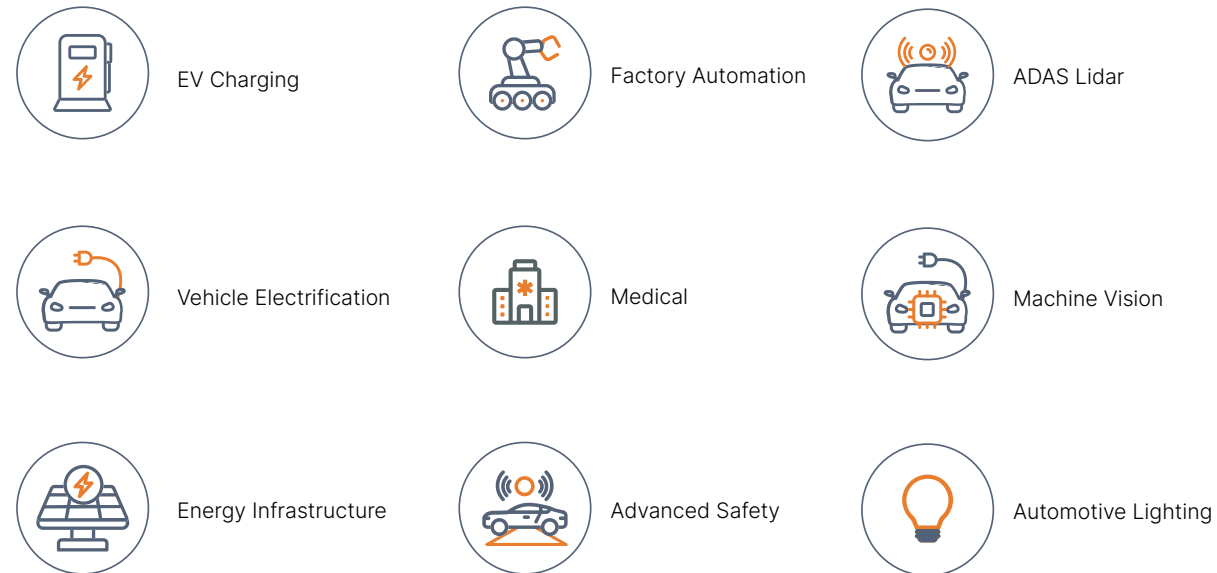 EV Charging
Factory Automation
ADAS Lidar
Vehicle Electrification
Medical
Machine Vision
Energy Infrastructure
Advanced Safety
Automotive Lighting